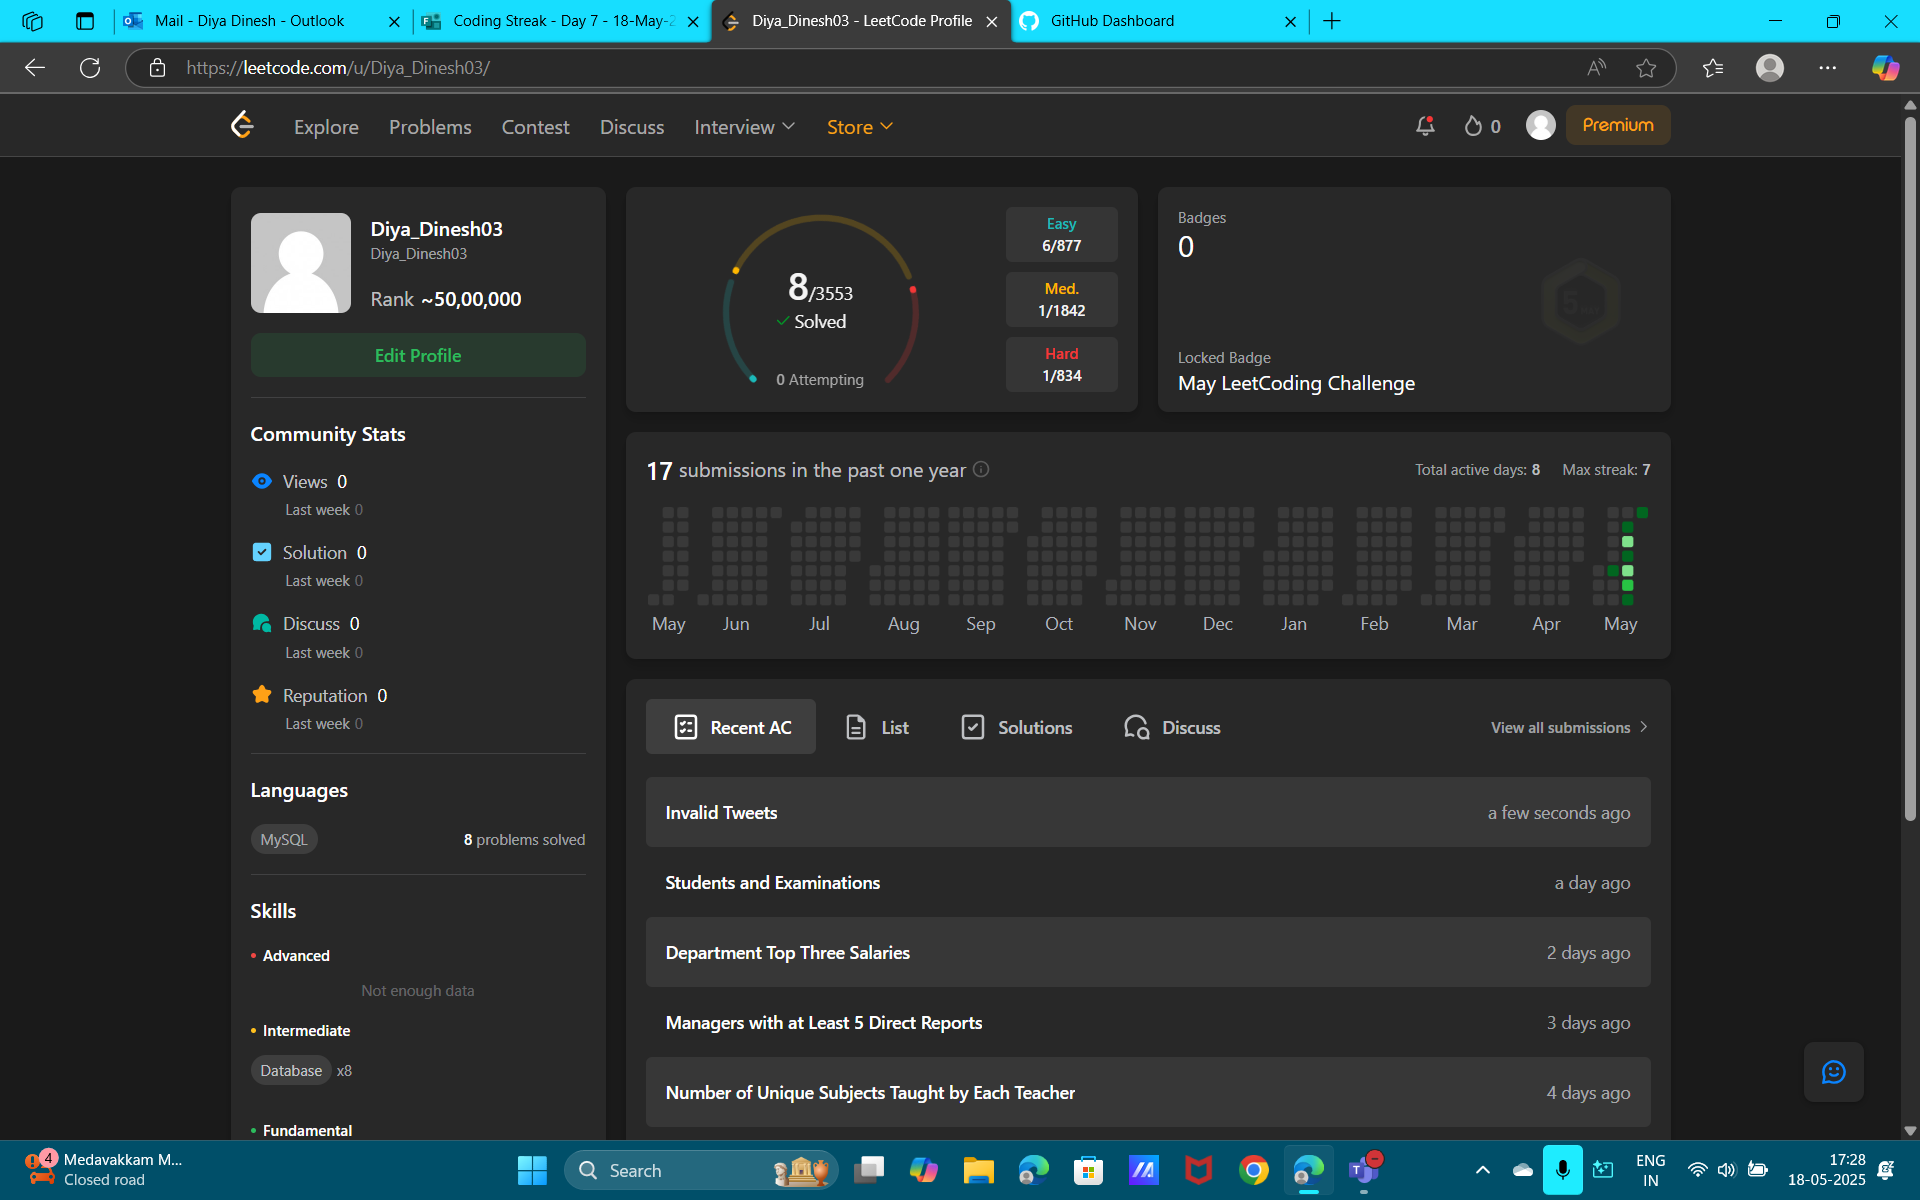 Mail - Diya Dinesh - Outlook
Coding Streak - Day 7 - 18-May-2
Diya_Dinesh03 - LeetCode Profile
GitHub Dashboard
https://leetcode.com/u/Diya_Dinesh03/
Explore
Problems
Contest
Discuss
Interview
Store
0
Premium
Diya_Dinesh03
Diya_Dinesh03
Rank ~50,00,000
Edit Profile
Community Stats
Views 0
Last week 0
Solution 0
Last week 0
Discuss 0
Last week 0
Reputation 0
Last week 0
Languages
MySQL
8 problems solved
Skills
Advanced
Not enough data
Intermediate
Database x8
Fundamental
8/3553
Solved
0 Attempting
Easy
6/877
Med.
1/1842
Hard
1/834
Badges
0
Locked Badge
May LeetCoding Challenge
17 submissions in the past one year
Total active days: 8
Max streak: 7
May Jun Jul Aug Sep Oct Nov Dec Jan Feb Mar Apr May
Recent AC
List
Solutions
Discuss
View all submissions
Invalid Tweets
a few seconds ago
Students and Examinations
a day ago
Department Top Three Salaries
2 days ago
Managers with at Least 5 Direct Reports
3 days ago
Number of Unique Subjects Taught by Each Teacher
4 days ago
4
Medavakkam M...
Closed road
Search
ENG
IN
17:28
18-05-2025